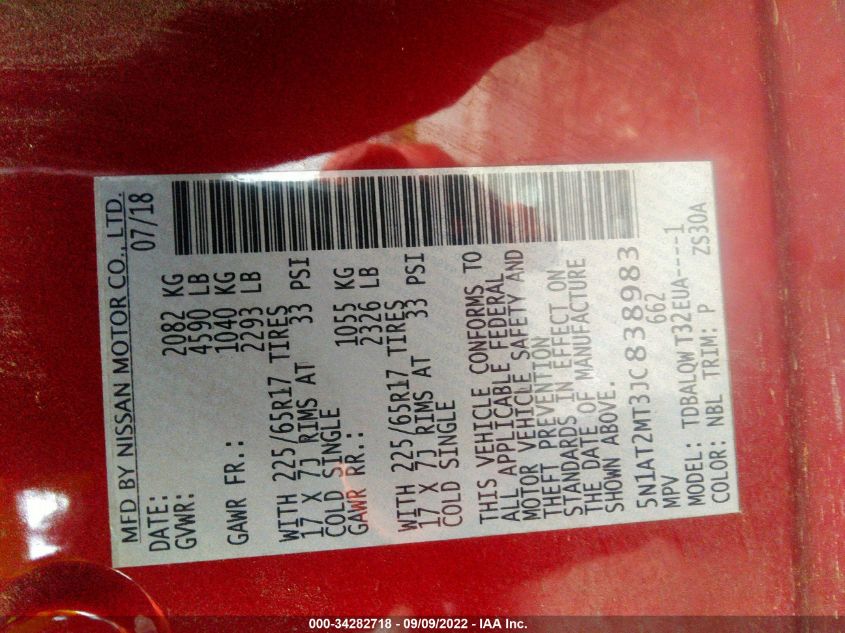 MFD BY NISSAN MOTOR CO., LTD.
DATE: 07/18
GVWR: 2082 KG
4590 LB
GAWR FR.: 1040 KG
2293 LB
WITH 225/65R17 TIRES
17 X 7J RIMS AT 33 PSI
COLD SINGLE
GAWR RR.: 1055 KG
2326 LB
WITH 225/65R17 TIRES
17 X 7J RIMS AT 33 PSI
COLD SINGLE
THIS VEHICLE CONFORMS TO
ALL APPLICABLE FEDERAL
MOTOR VEHICLE SAFETY AND
THEFT PREVENTION
STANDARDS IN EFFECT ON
THE DATE OF MANUFACTURE
SHOWN ABOVE.
5N1AT2MT3JC838983
MPV 662
MODEL: TDBALQWT32EUA----1
COLOR: NBL TRIM: P ZS30A
000-34282718 - 09/09/2022 - IAA Inc.